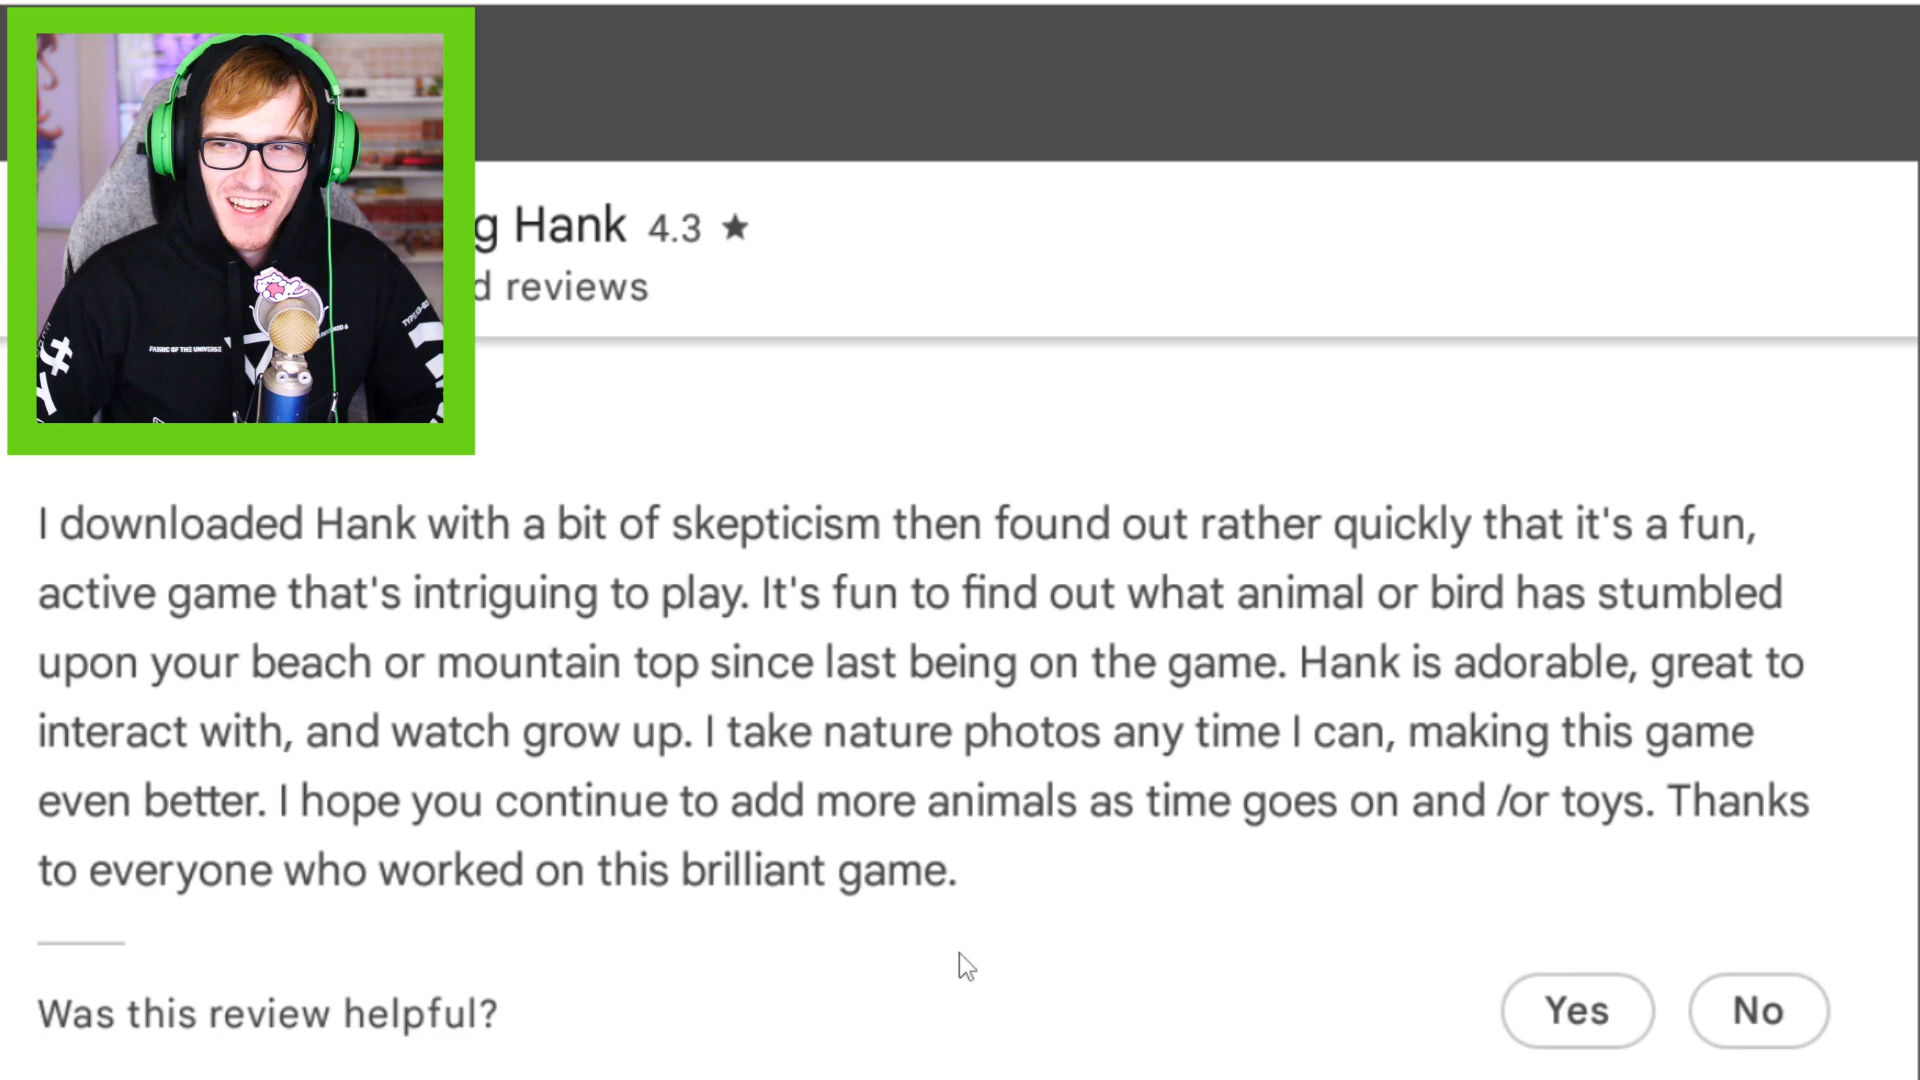 g Hank 4.3 ★
d reviews
FABRIC OF THE UNIVERSE
I downloaded Hank with a bit of skepticism then found out rather quickly that it's a fun,
active game that's intriguing to play. It's fun to find out what animal or bird has stumbled
upon your beach or mountain top since last being on the game. Hank is adorable, great to
interact with, and watch grow up. I take nature photos any time I can, making this game
even better. I hope you continue to add more animals as time goes on and /or toys. Thanks
to everyone who worked on this brilliant game.
Was this review helpful?
Yes
No